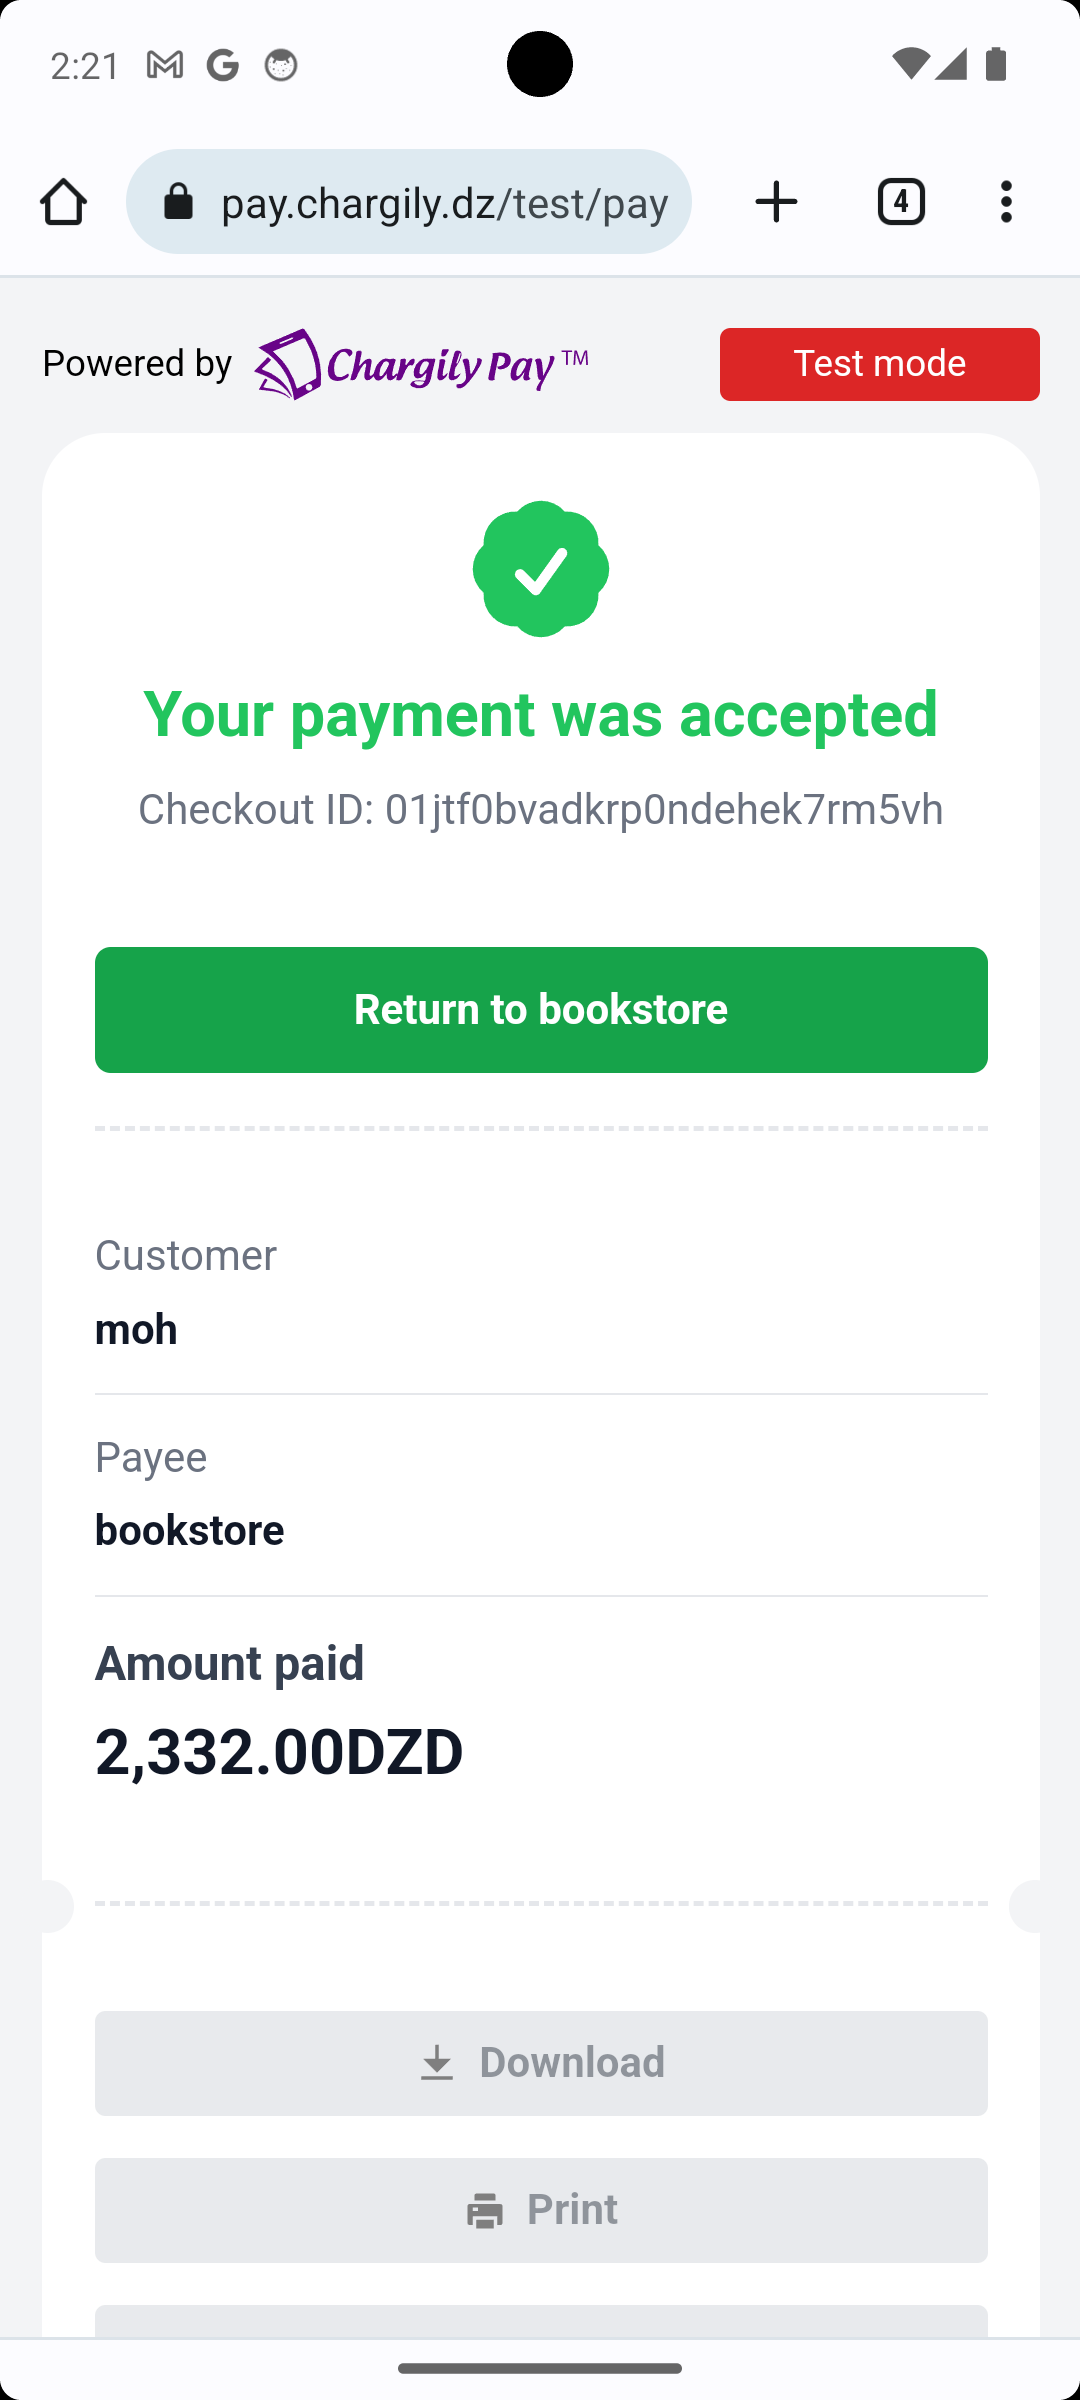 2:21
pay.chargily.dz/test/pay
4
Powered by Chargily Pay™
Test mode
Your payment was accepted
Checkout ID: 01jtf0bvadkrp0ndehek7rm5vh
Return to bookstore
Customer
moh
Payee
bookstore
Amount paid
2,332.00DZD
Download
Print